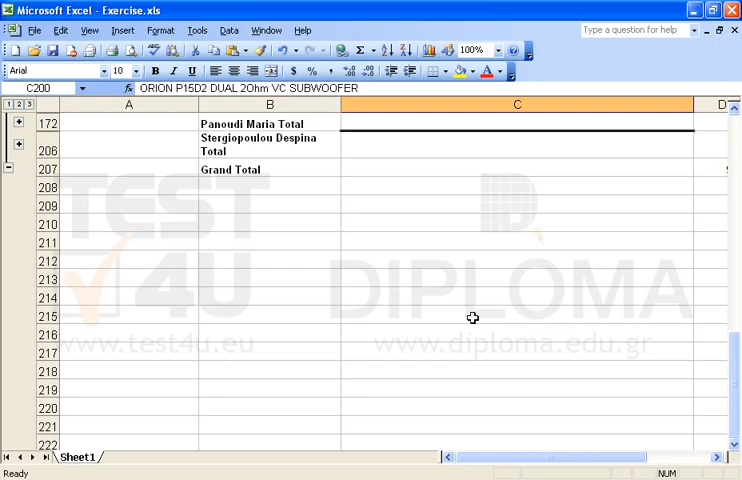 Microsoft Excel - Exercise.xls
File Edit View Insert Format Tools Data Window Help
Type a question for help
100%
Arial 10 B I U $ % , A
C200 fx ORION P15D2 DUAL 2Ohm VC SUBWOOFER
1 2 3 A B C D
172 Panoudi Maria Total
Stergiopoulou Despina
206 Total
207 Grand Total
208
209
210
211
212
213
214
215
216
217
218
219
220
221
222
TEST
4U
www.test4u.eu
DIPLOMA
www.diploma.edu.gr
Sheet1
Ready
NUM